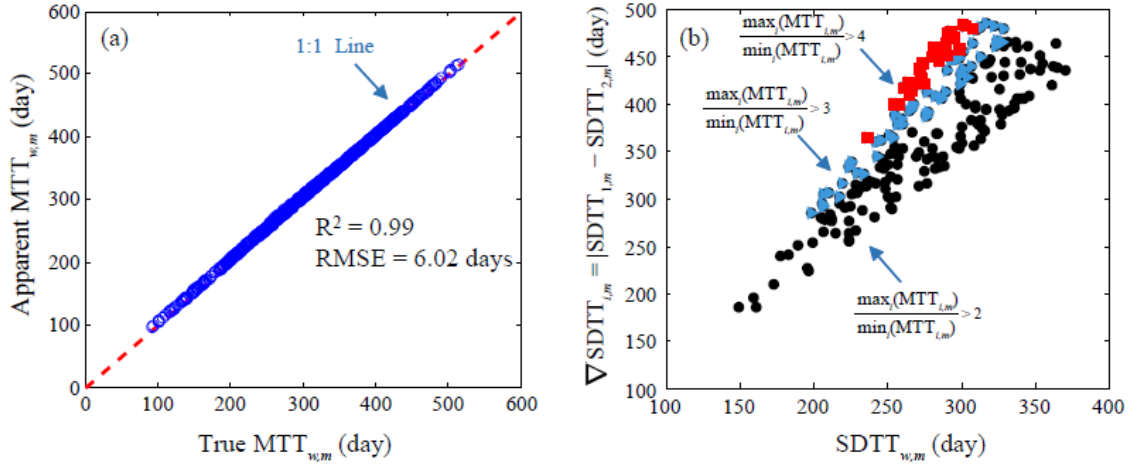 (a)
1:1 Line
R² = 0.99
RMSE = 6.02 days
Apparent MTT_{w,m} (day)
600
500
400
300
200
100
0
0 100 200 300 400 500 600
True MTT_{w,m} (day)
(b)
max_i(MTT_{i,m})
min_i(MTT_{i,m}) > 4
max_i(MTT_{i,m})
min_i(MTT_{i,m}) > 3
max_i(MTT_{i,m})
min_i(MTT_{i,m}) > 2
∇SDTT_{i,m} = |SDTT_{1,m} − SDTT_{2,m}| (day)
500
450
400
350
300
250
200
150
100
100 150 200 250 300 350 400
SDTT_{w,m} (day)